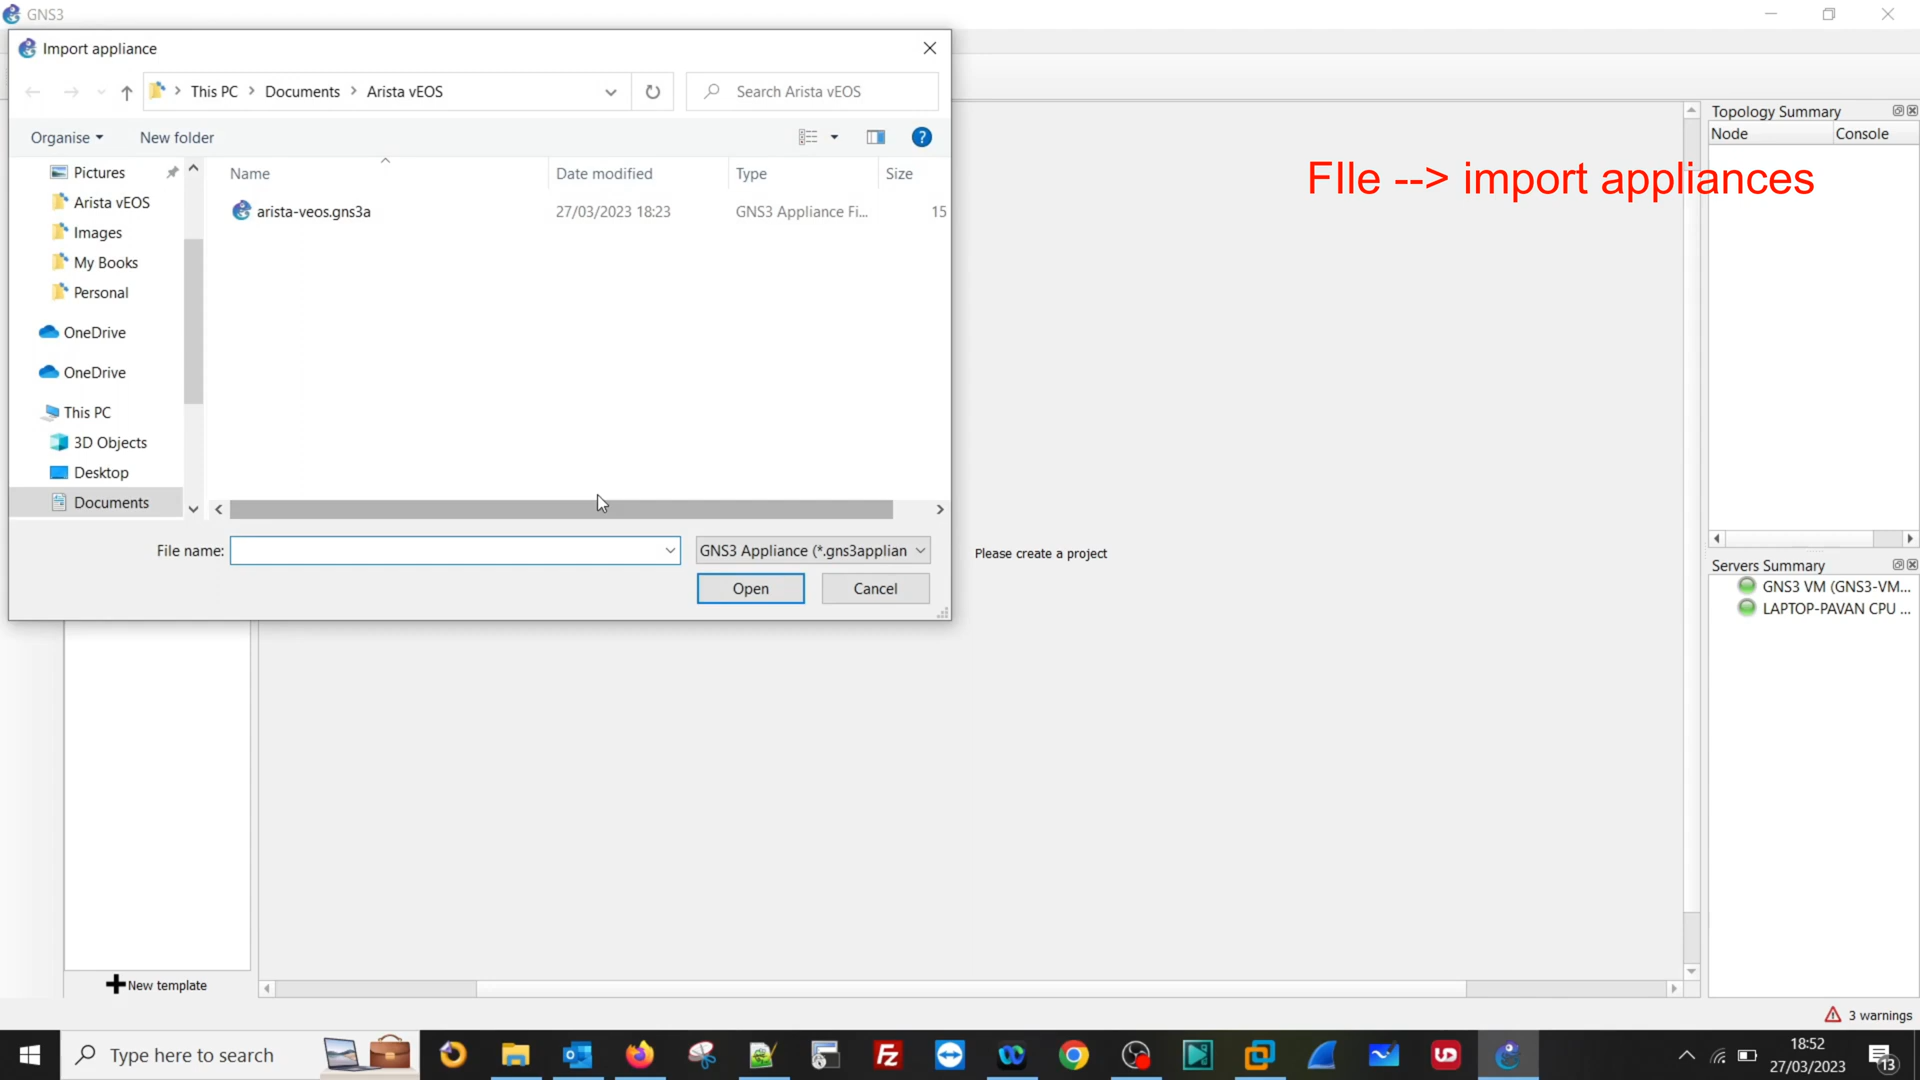 GNS3
Import appliance
This PC > Documents > Arista vEOS
Search Arista vEOS
Organise
New folder
Name
Date modified
Type
Size
arista-veos.gns3a
27/03/2023 18:23
GNS3 Appliance Fi...
15
Pictures
Arista vEOS
Images
My Books
Personal
OneDrive
OneDrive
This PC
3D Objects
Desktop
Documents
File name:
GNS3 Appliance (*.gns3applian
Open
Cancel
FIle --> import appliances
Topology Summary
Node
Console
Please create a project
Servers Summary
GNS3 VM (GNS3-VM...
LAPTOP-PAVAN CPU ...
New template
3 warnings
Type here to search
18:52
27/03/2023
13